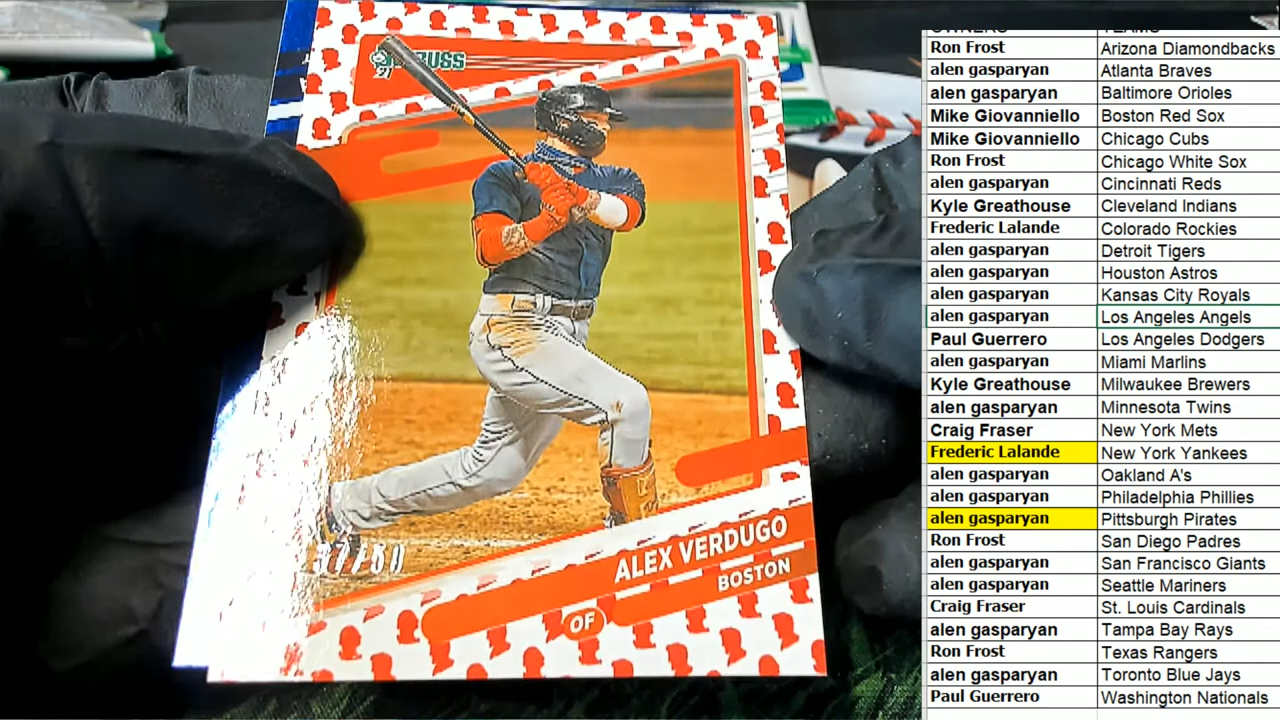 RUSS
21
37/50
ALEX VERDUGO
BOSTON
OF
OWNERS TEAMS
Ron Frost Arizona Diamondbacks
alen gasparyan Atlanta Braves
alen gasparyan Baltimore Orioles
Mike Giovanniello Boston Red Sox
Mike Giovanniello Chicago Cubs
Ron Frost Chicago White Sox
alen gasparyan Cincinnati Reds
Kyle Greathouse Cleveland Indians
Frederic Lalande Colorado Rockies
alen gasparyan Detroit Tigers
alen gasparyan Houston Astros
alen gasparyan Kansas City Royals
alen gasparyan Los Angeles Angels
Paul Guerrero Los Angeles Dodgers
alen gasparyan Miami Marlins
Kyle Greathouse Milwaukee Brewers
alen gasparyan Minnesota Twins
Craig Fraser New York Mets
Frederic Lalande New York Yankees
alen gasparyan Oakland A's
alen gasparyan Philadelphia Phillies
alen gasparyan Pittsburgh Pirates
Ron Frost San Diego Padres
alen gasparyan San Francisco Giants
alen gasparyan Seattle Mariners
Craig Fraser St. Louis Cardinals
alen gasparyan Tampa Bay Rays
Ron Frost Texas Rangers
alen gasparyan Toronto Blue Jays
Paul Guerrero Washington Nationals